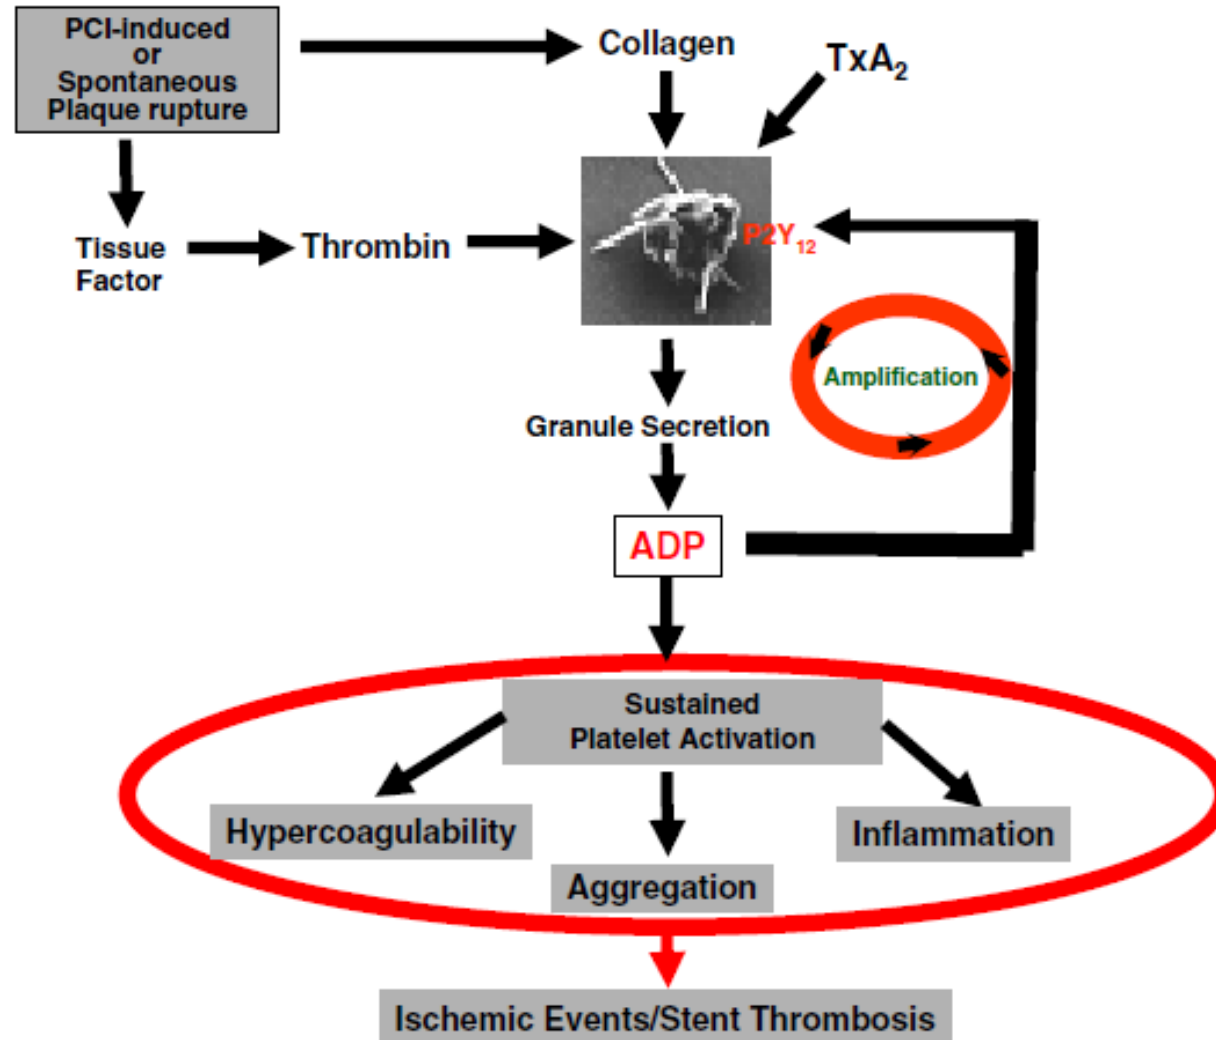 PCI-induced
or
Spontaneous
Plaque rupture
Collagen
TxA₂
Tissue
Factor
Thrombin
P2Y₁₂
Amplification
Granule Secretion
ADP
Sustained
Platelet Activation
Hypercoagulability
Inflammation
Aggregation
Ischemic Events/Stent Thrombosis